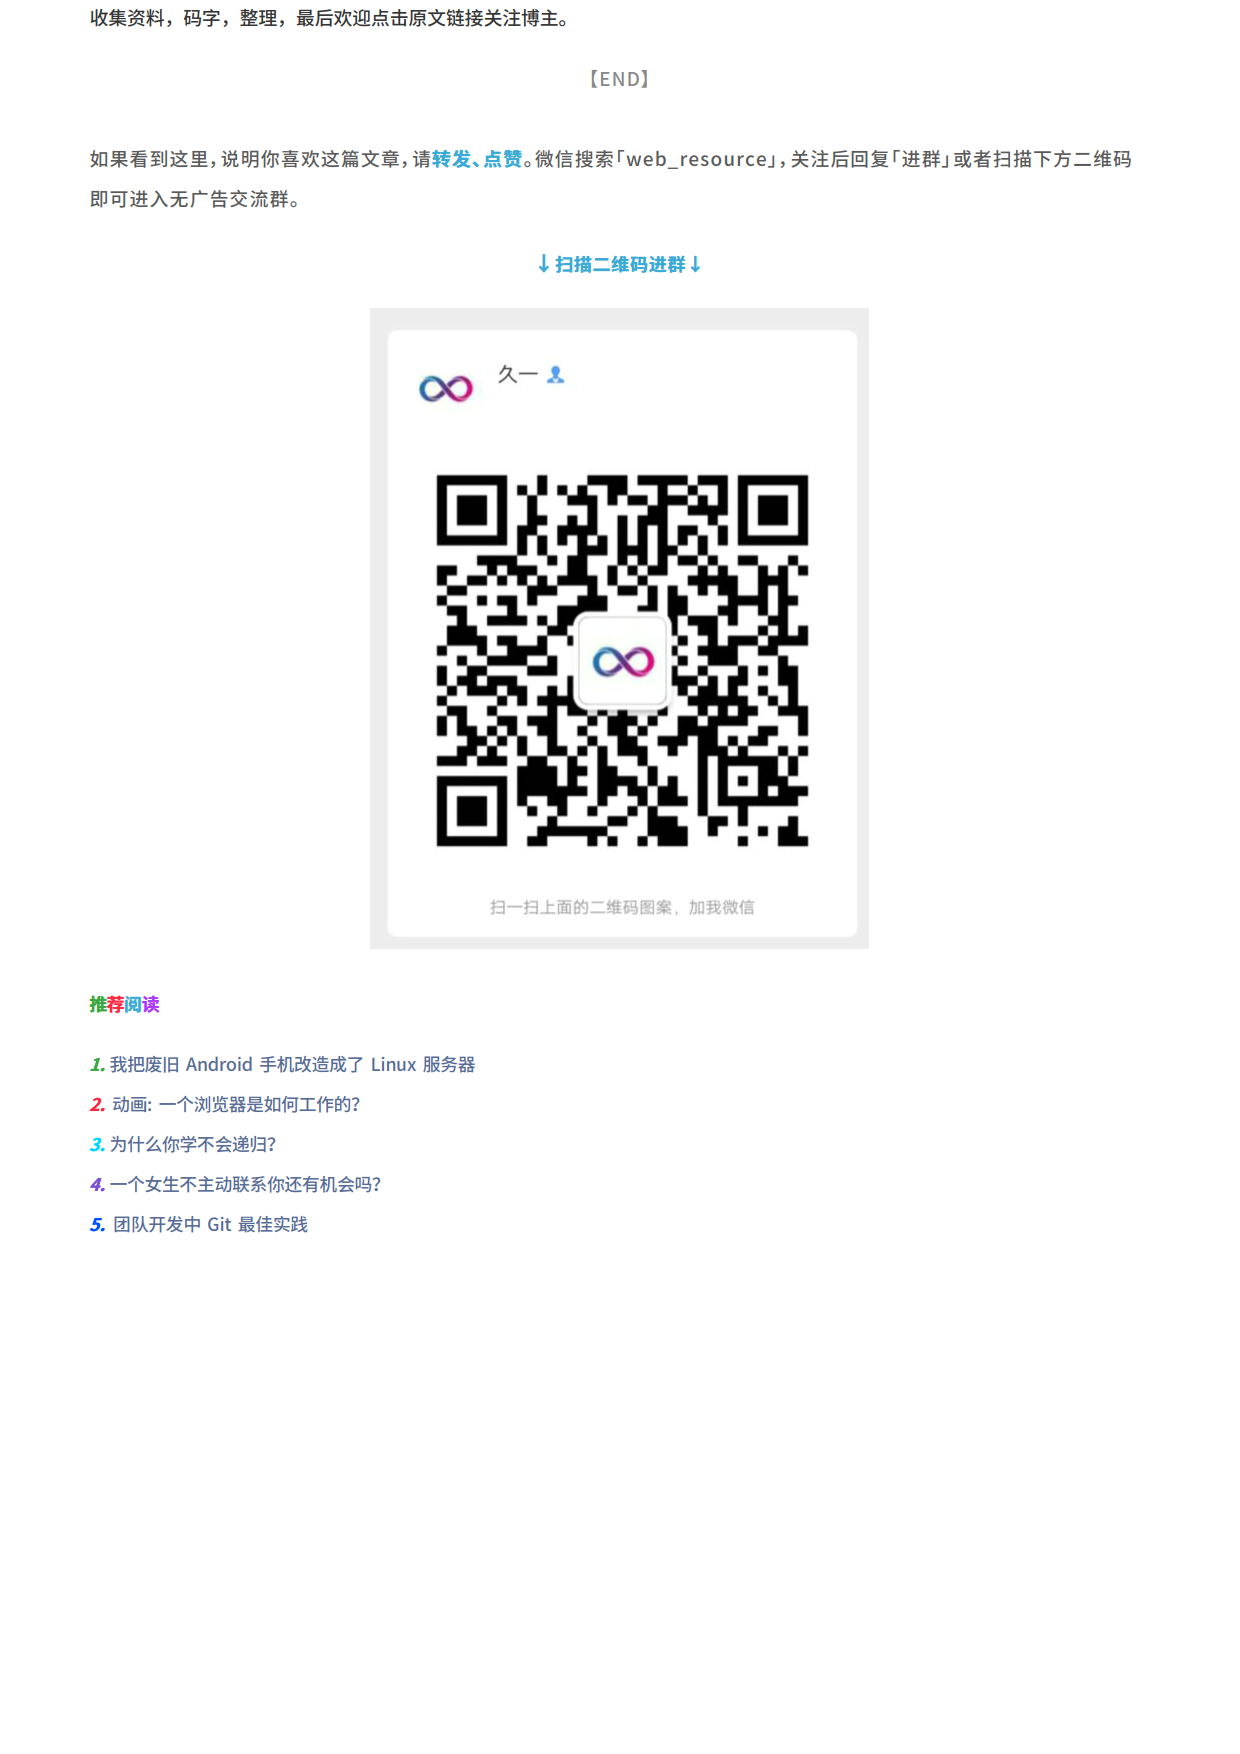 收集资料，码字，整理，最后欢迎点击原文链接关注博主。
【END】
如果看到这里，说明你喜欢这篇文章，请转发、点赞。微信搜索「web_resource」，关注后回复「进群」或者扫描下方二维码
即可进入无广告交流群。
↓扫描二维码进群↓
久一
扫一扫上面的二维码图案，加我微信
推荐阅读
1. 我把废旧 Android 手机改造成了 Linux 服务器
2. 动画: 一个浏览器是如何工作的?
3. 为什么你学不会递归?
4. 一个女生不主动联系你还有机会吗?
5. 团队开发中 Git 最佳实践